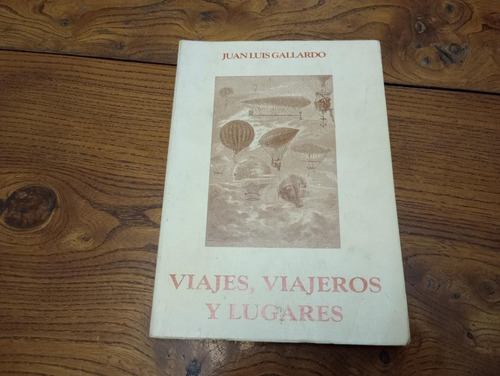 JUAN LUIS GALLARDO
VIAJES, VIAJEROS
Y LUGARES